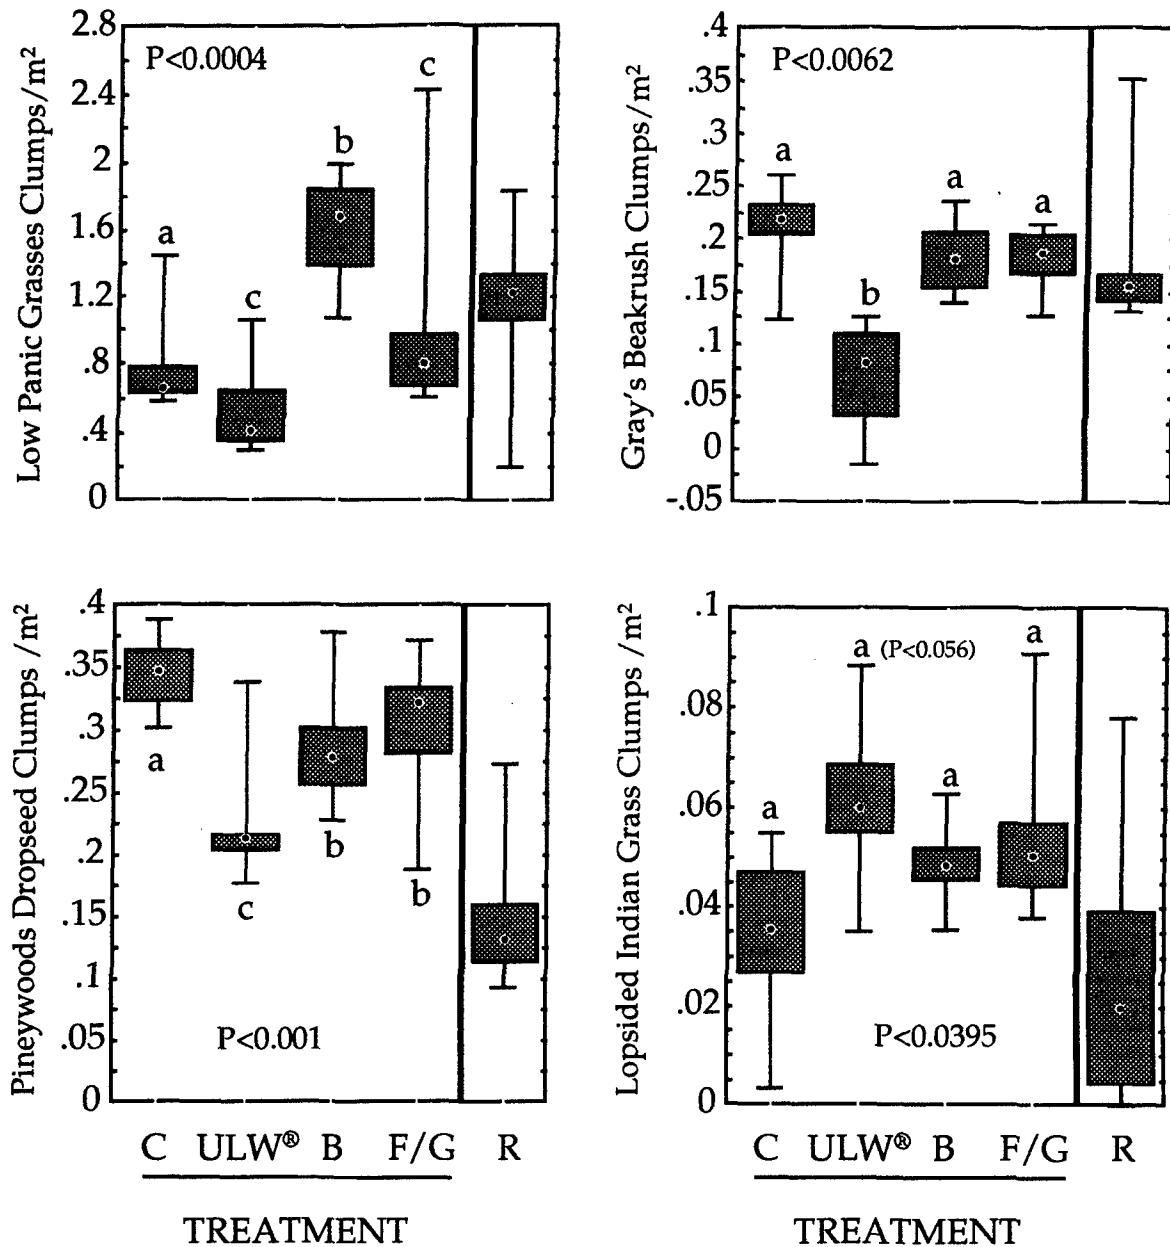 Low Panic Grasses Clumps/m²
2.8
2.4
2
1.6
1.2
.8
.4
0
P<0.0004
a
c
b
c
Gray's Beakrush Clumps/m²
.4
.35
.3
.25
.2
.15
.1
.05
0
-.05
P<0.0062
a
b
a
a
Pineywoods Dropseed Clumps /m²
.4
.35
.3
.25
.2
.15
.1
.05
0
a
c
b
b
P<0.001
C ULW® B F/G R
TREATMENT
Lopsided Indian Grass Clumps /m²
.1
.08
.06
.04
.02
0
a
a (P<0.056)
a
a
P<0.0395
C ULW® B F/G R
TREATMENT